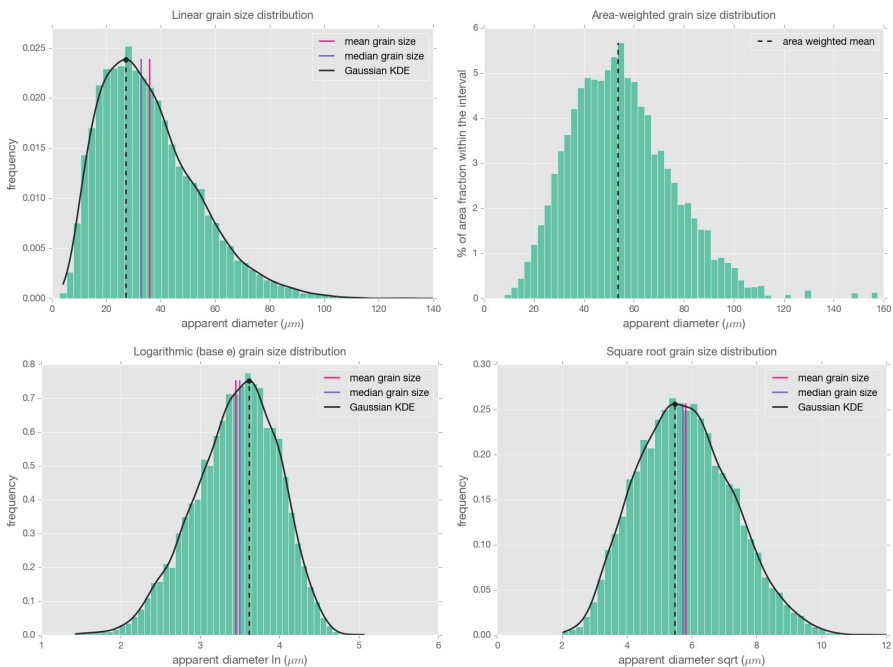 Linear grain size distribution
mean grain size
median grain size
Gaussian KDE
frequency
0.025
0.020
0.015
0.010
0.005
0.000
0 20 40 60 80 100 120 140
apparent diameter (μm)
Area-weighted grain size distribution
area weighted mean
% of area fraction within the interval
6
5
4
3
2
1
0
0 20 40 60 80 100 120 140 160
apparent diameter (μm)
Logarithmic (base e) grain size distribution
mean grain size
median grain size
Gaussian KDE
frequency
0.8
0.7
0.6
0.5
0.4
0.3
0.2
0.1
0.0
1 2 3 4 5 6
apparent diameter ln (μm)
Square root grain size distribution
mean grain size
median grain size
Gaussian KDE
frequency
0.30
0.25
0.20
0.15
0.10
0.05
0.00
0 2 4 6 8 10 12
apparent diameter sqrt (μm)